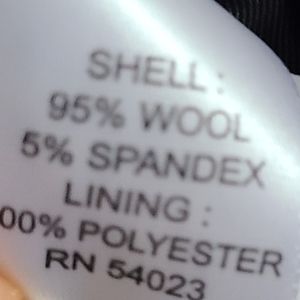 SHELL :
95% WOOL
5% SPANDEX
LINING :
00% POLYESTER
RN 54023